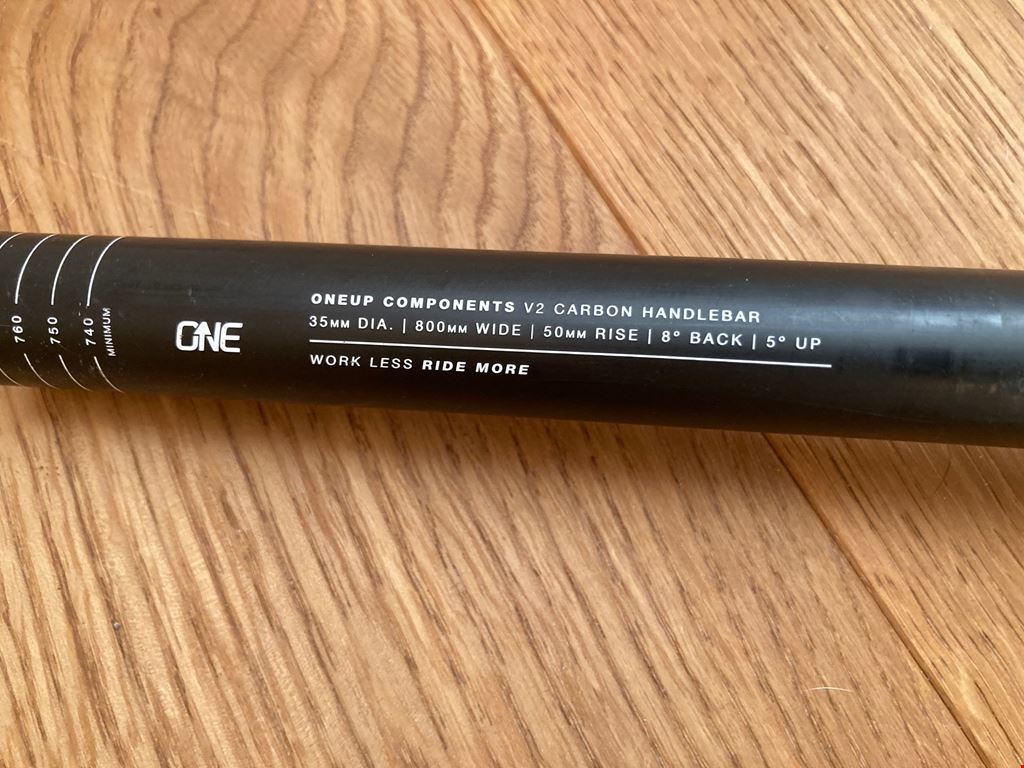 760
750
740
MINIMUM
ONE
ONEUP COMPONENTS V2 CARBON HANDLEBAR
35MM DIA. | 800MM WIDE | 50MM RISE | 8° BACK | 5° UP
WORK LESS RIDE MORE